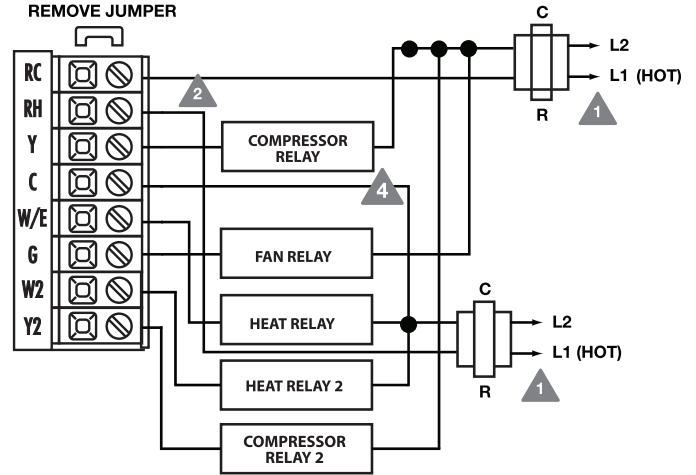 REMOVE JUMPER
C
L2
RC
L1 (HOT)
2
1
RH
R
Y
COMPRESSOR
RELAY
C
4
W/E
G
FAN RELAY
W2
C
HEAT RELAY
L2
Y2
L1 (HOT)
HEAT RELAY 2
R
1
COMPRESSOR
RELAY 2